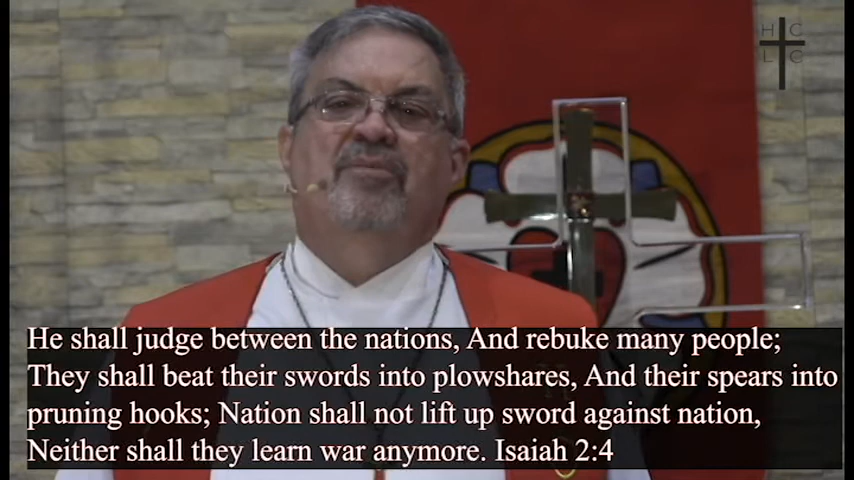 H C
L C
He shall judge between the nations, And rebuke many people;
They shall beat their swords into plowshares, And their spears into
pruning hooks; Nation shall not lift up sword against nation,
Neither shall they learn war anymore. Isaiah 2:4